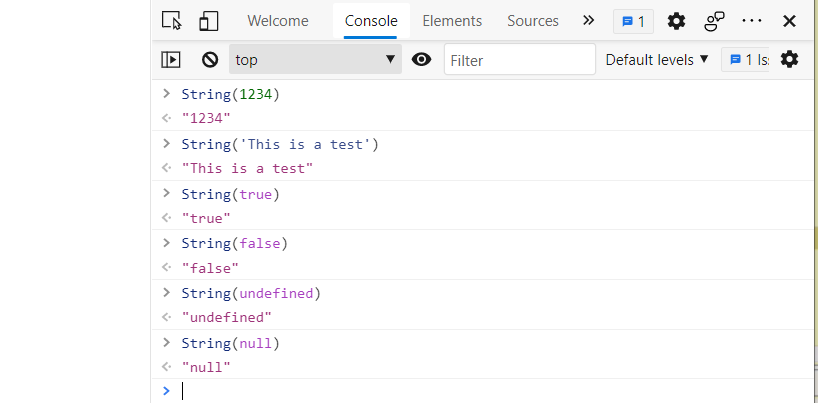 Welcome Console Elements Sources » 1 ... ×
top Filter Default levels ▼ 1 Is
> String(1234)
"1234"
> String('This is a test')
"This is a test"
> String(true)
"true"
> String(false)
"false"
> String(undefined)
"undefined"
> String(null)
"null"
>